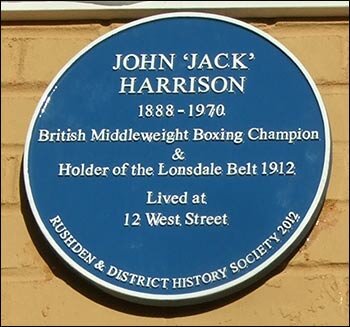 JOHN ‘JACK’
HARRISON
1888-1970
British Middleweight Boxing Champion
&
Holder of the Lonsdale Belt 1912
Lived at
12 West Street
RUSHDEN & DISTRICT HISTORY SOCIETY 2012